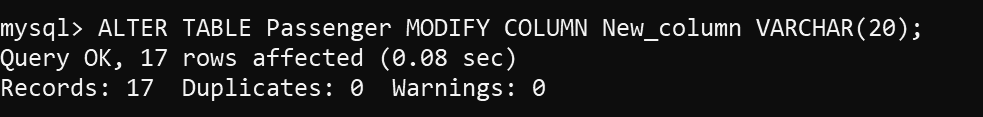 mysql> ALTER TABLE Passenger MODIFY COLUMN New_column VARCHAR(20);
Query OK, 17 rows affected (0.08 sec)
Records: 17  Duplicates: 0  Warnings: 0